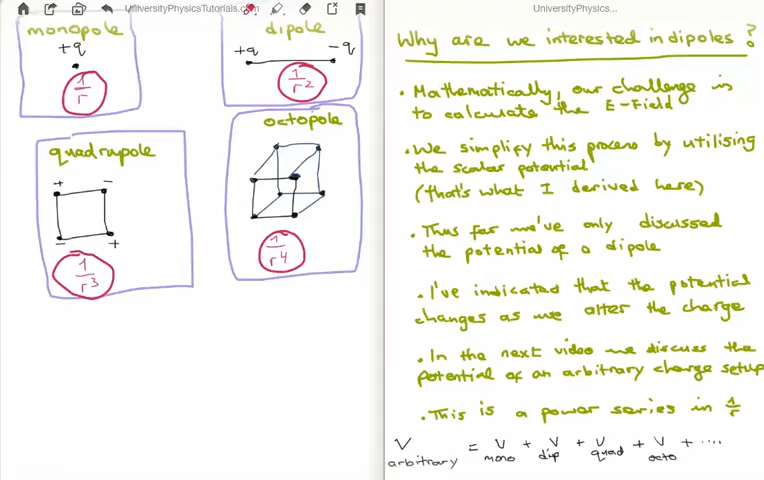 UniversityPhysicsTutorials.com
UniversityPhysics...
monopole
+q
1/r
dipole
+q -q
1/r²
quadrupole
+ -
- +
1/r³
octopole
1/r⁴
Why are we interested in dipoles?
• Mathematically, our challenge is
to calculate the E-Field
• We simplify this process by utilising
the scalar potential
(that's what I derived here)
• Thus far we've only discussed
the potential of a dipole
• I've indicated that the potential
changes as we alter the charge
• In the next video we discuss the
potential of an arbitrary charge setup
• This is a power series in 1/r
V arbitrary = V mono + V dip + V quad + V octo + ....